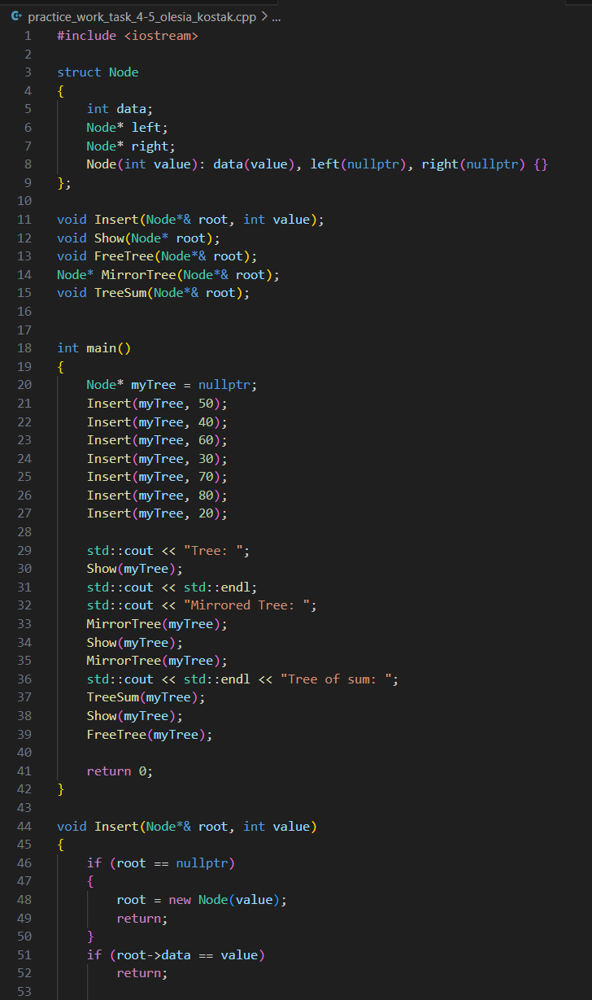 practice_work_task_4-5_olesia_kostak.cpp > ...
1 #include <iostream>
2
3 struct Node
4 {
5     int data;
6     Node* left;
7     Node* right;
8     Node(int value): data(value), left(nullptr), right(nullptr) {}
9 };
10
11 void Insert(Node*& root, int value);
12 void Show(Node* root);
13 void FreeTree(Node*& root);
14 Node* MirrorTree(Node*& root);
15 void TreeSum(Node*& root);
16
17
18 int main()
19 {
20     Node* myTree = nullptr;
21     Insert(myTree, 50);
22     Insert(myTree, 40);
23     Insert(myTree, 60);
24     Insert(myTree, 30);
25     Insert(myTree, 70);
26     Insert(myTree, 80);
27     Insert(myTree, 20);
28
29     std::cout << "Tree: ";
30     Show(myTree);
31     std::cout << std::endl;
32     std::cout << "Mirrored Tree: ";
33     MirrorTree(myTree);
34     Show(myTree);
35     MirrorTree(myTree);
36     std::cout << std::endl << "Tree of sum: ";
37     TreeSum(myTree);
38     Show(myTree);
39     FreeTree(myTree);
40
41     return 0;
42 }
43
44 void Insert(Node*& root, int value)
45 {
46     if (root == nullptr)
47     {
48         root = new Node(value);
49         return;
50     }
51     if (root->data == value)
52         return;
53